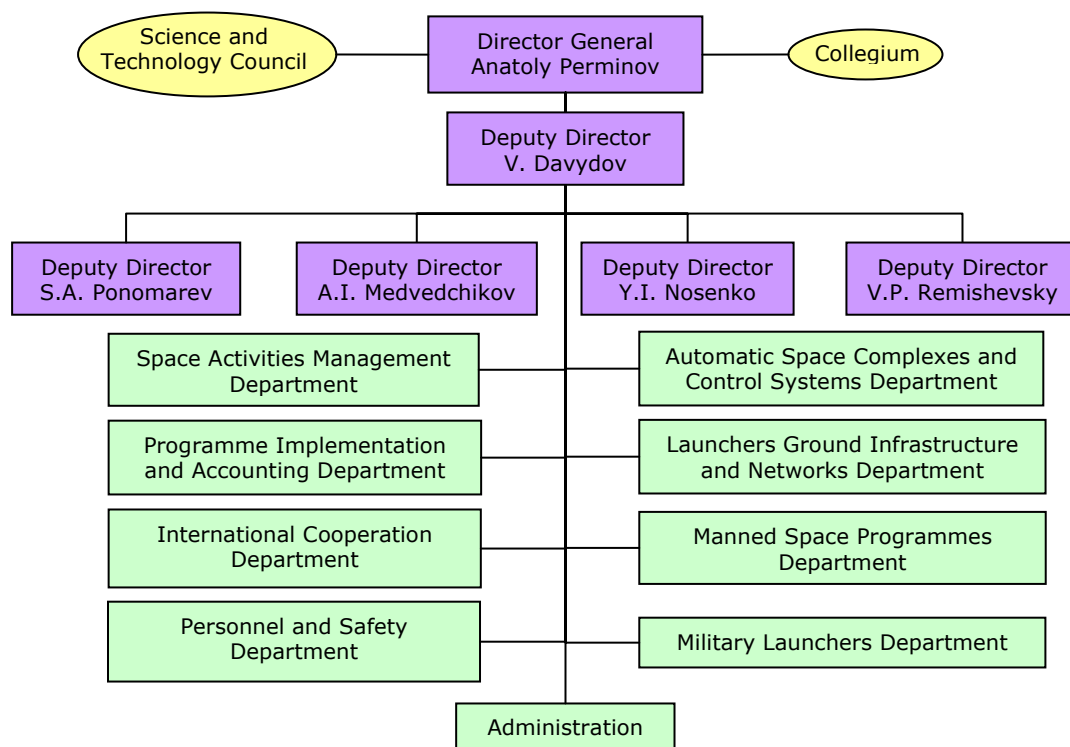 Science and
Technology Council
Director General
Anatoly Perminov
Collegium
Deputy Director
V. Davydov
Deputy Director
S.A. Ponomarev
Deputy Director
A.I. Medvedchikov
Deputy Director
Y.I. Nosenko
Deputy Director
V.P. Remishevsky
Space Activities Management
Department
Automatic Space Complexes and
Control Systems Department
Programme Implementation
and Accounting Department
Launchers Ground Infrastructure
and Networks Department
International Cooperation
Department
Manned Space Programmes
Department
Personnel and Safety
Department
Military Launchers Department
Administration